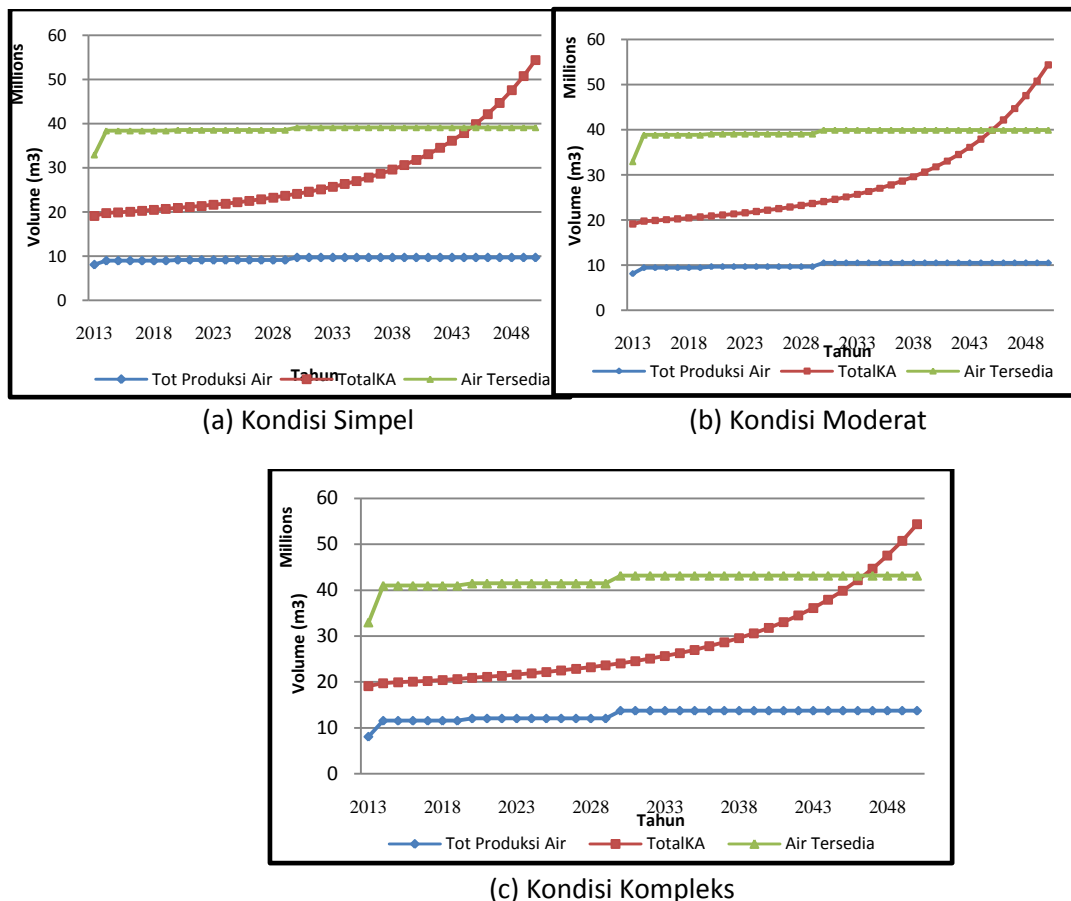 Millions
Volume (m3)
60
50
40
30
20
10
0
2013 2018 2023 2028 2033 2038 2043 2048
Tahun
Tot Produksi Air TotalKA Air Tersedia
(a) Kondisi Simpel
Millions
Volume (m3)
60
50
40
30
20
10
0
2013 2018 2023 2028 2033 2038 2043 2048
Tahun
Tot Produksi Air TotalKA Air Tersedia
(b) Kondisi Moderat
Millions
Volume (m3)
60
50
40
30
20
10
0
2013 2018 2023 2028 2033 2038 2043 2048
Tahun
Tot Produksi Air TotalKA Air Tersedia
(c) Kondisi Kompleks